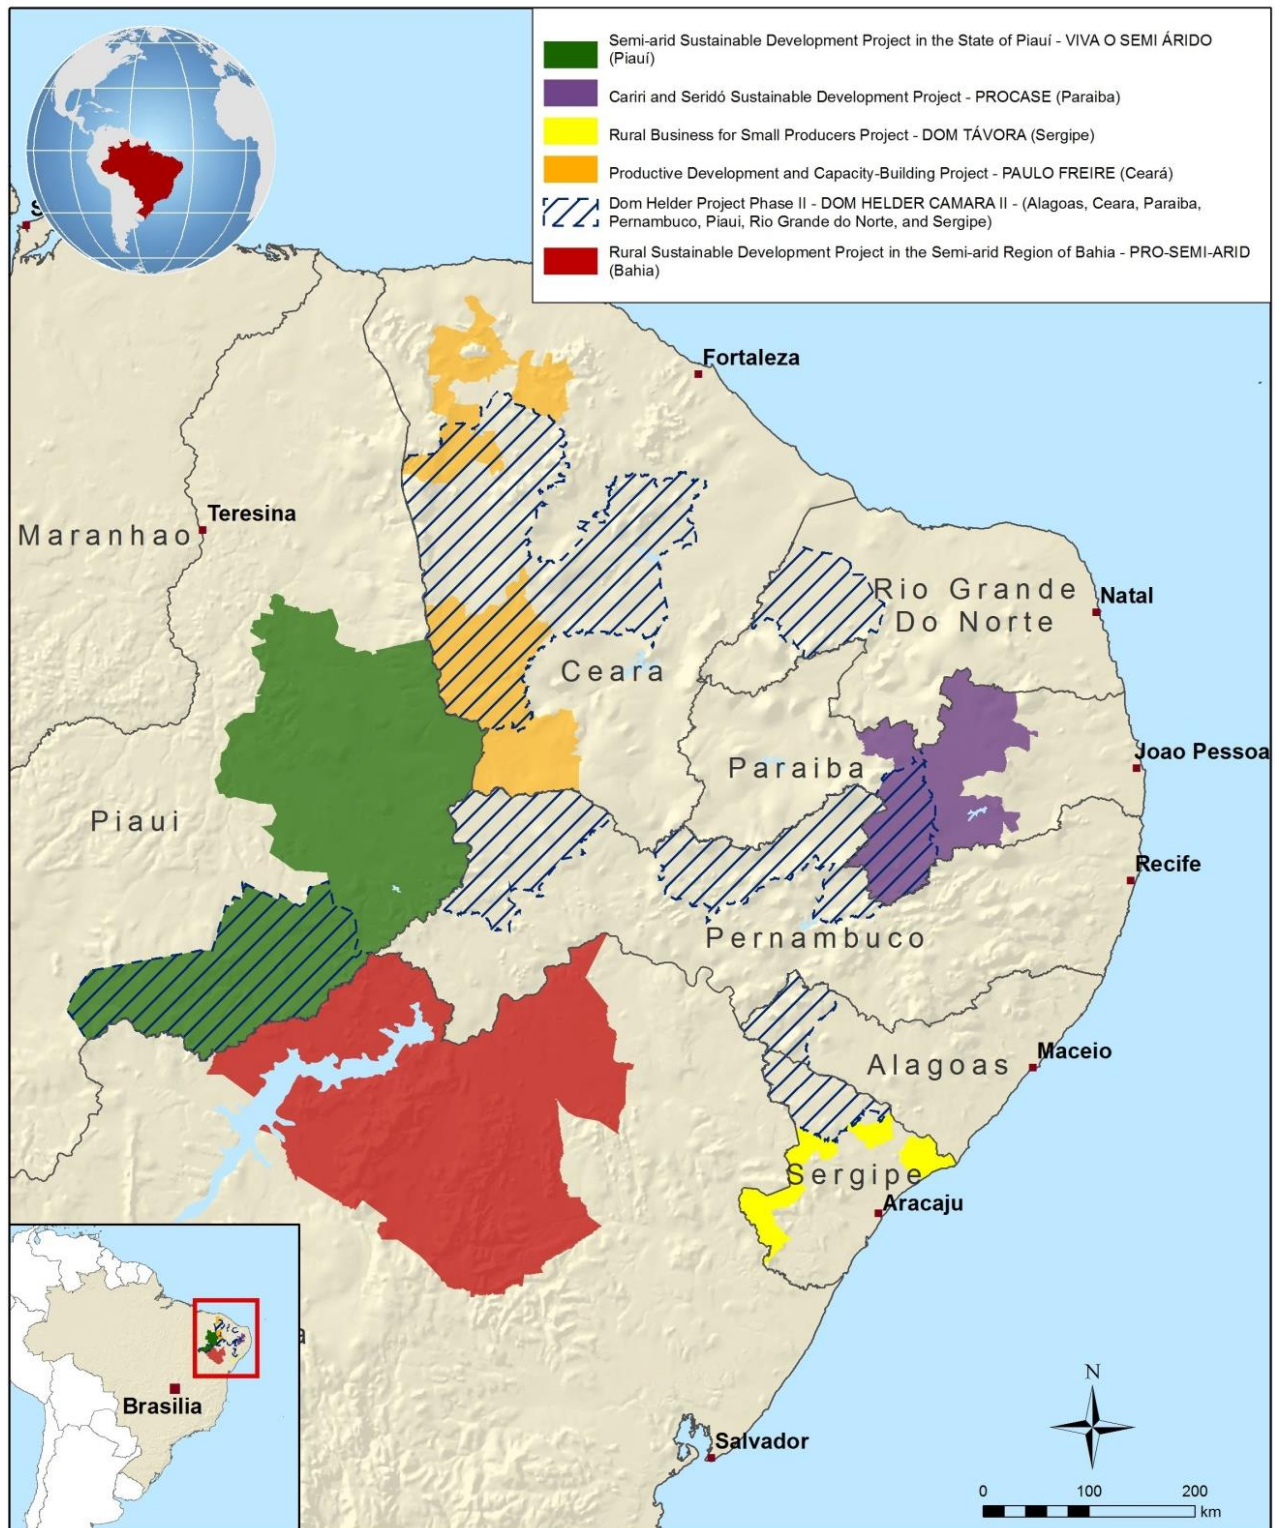 Semi-arid Sustainable Development Project in the State of Piauí - VIVA O SEMI ÁRIDO
(Piauí)
Cariri and Seridó Sustainable Development Project - PROCASE (Paraiba)
Rural Business for Small Producers Project - DOM TÁVORA (Sergipe)
Productive Development and Capacity-Building Project - PAULO FREIRE (Ceará)
Dom Helder Project Phase II - DOM HELDER CAMARA II - (Alagoas, Ceara, Paraiba,
Pernambuco, Piaui, Rio Grande do Norte, and Sergipe)
Rural Sustainable Development Project in the Semi-arid Region of Bahia - PRO-SEMI-ARID
(Bahia)
Fortaleza
Teresina
Maranhao
Rio Grande
Do Norte
Natal
Ceara
Joao Pessoa
Paraiba
Piaui
Recife
Pernambuco
Maceio
Alagoas
Sergipe
Aracaju
Brasilia
Salvador
N
0 100 200
km